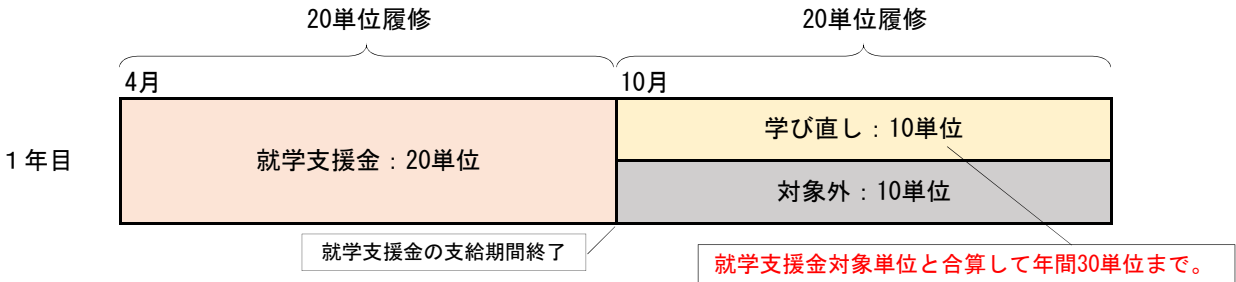 20単位履修
20単位履修
4月
10月
1年目
就学支援金：20単位
学び直し：10単位
対象外：10単位
就学支援金の支給期間終了
就学支援金対象単位と合算して年間30単位まで。